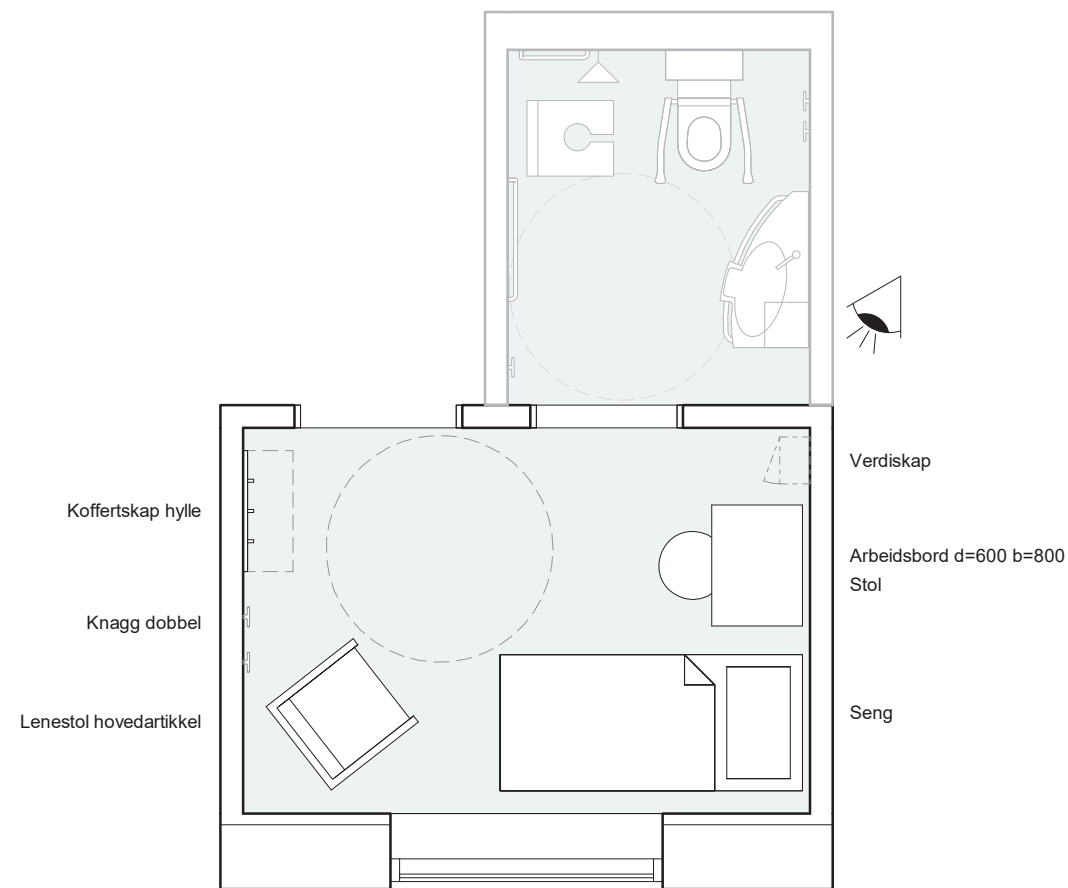 Koffertskap hylle
Knagg dobbel
Lenestol hovedartikkel
Verdiskap
Arbeidsbord d=600 b=800
Stol
Seng